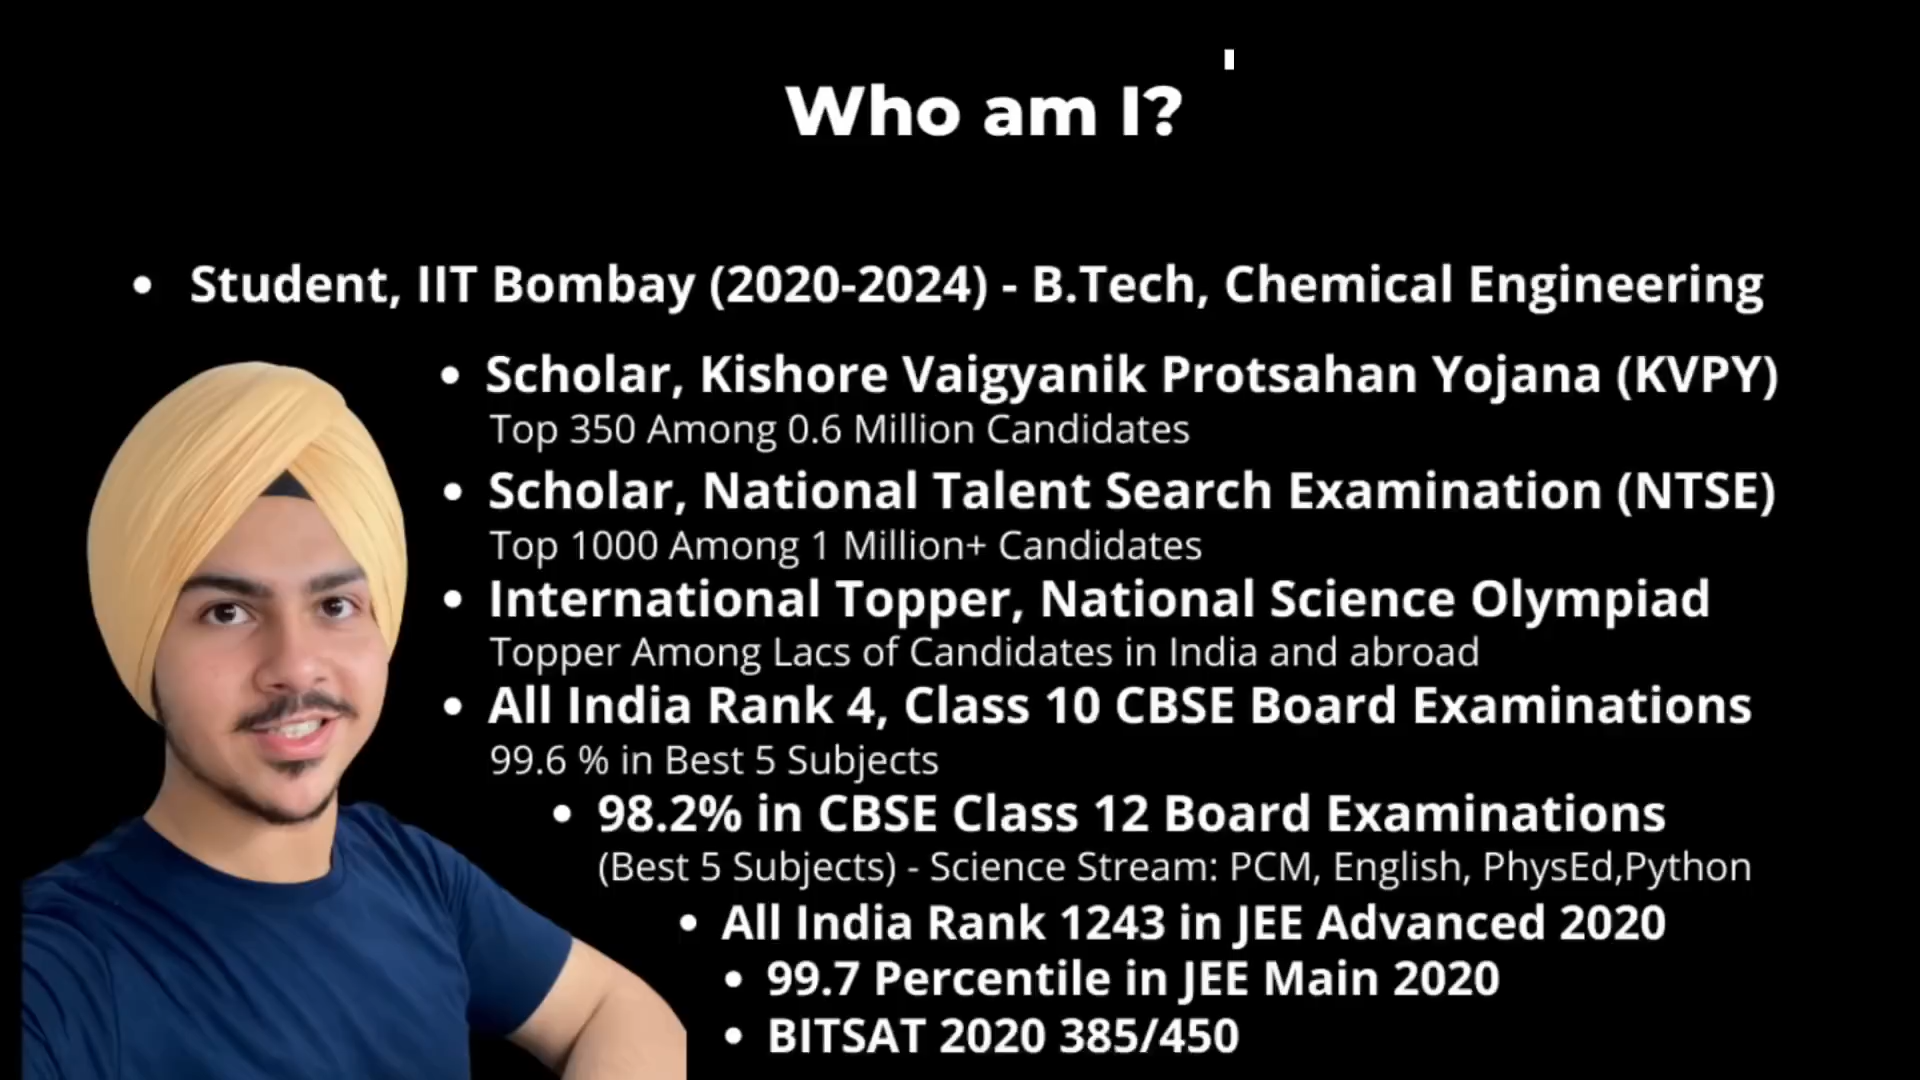 Who am I?
• Student, IIT Bombay (2020-2024) - B.Tech, Chemical Engineering
• Scholar, Kishore Vaigyanik Protsahan Yojana (KVPY)
Top 350 Among 0.6 Million Candidates
• Scholar, National Talent Search Examination (NTSE)
Top 1000 Among 1 Million+ Candidates
• International Topper, National Science Olympiad
Topper Among Lacs of Candidates in India and abroad
• All India Rank 4, Class 10 CBSE Board Examinations
99.6 % in Best 5 Subjects
• 98.2% in CBSE Class 12 Board Examinations
(Best 5 Subjects) - Science Stream: PCM, English, PhysEd,Python
• All India Rank 1243 in JEE Advanced 2020
• 99.7 Percentile in JEE Main 2020
• BITSAT 2020 385/450